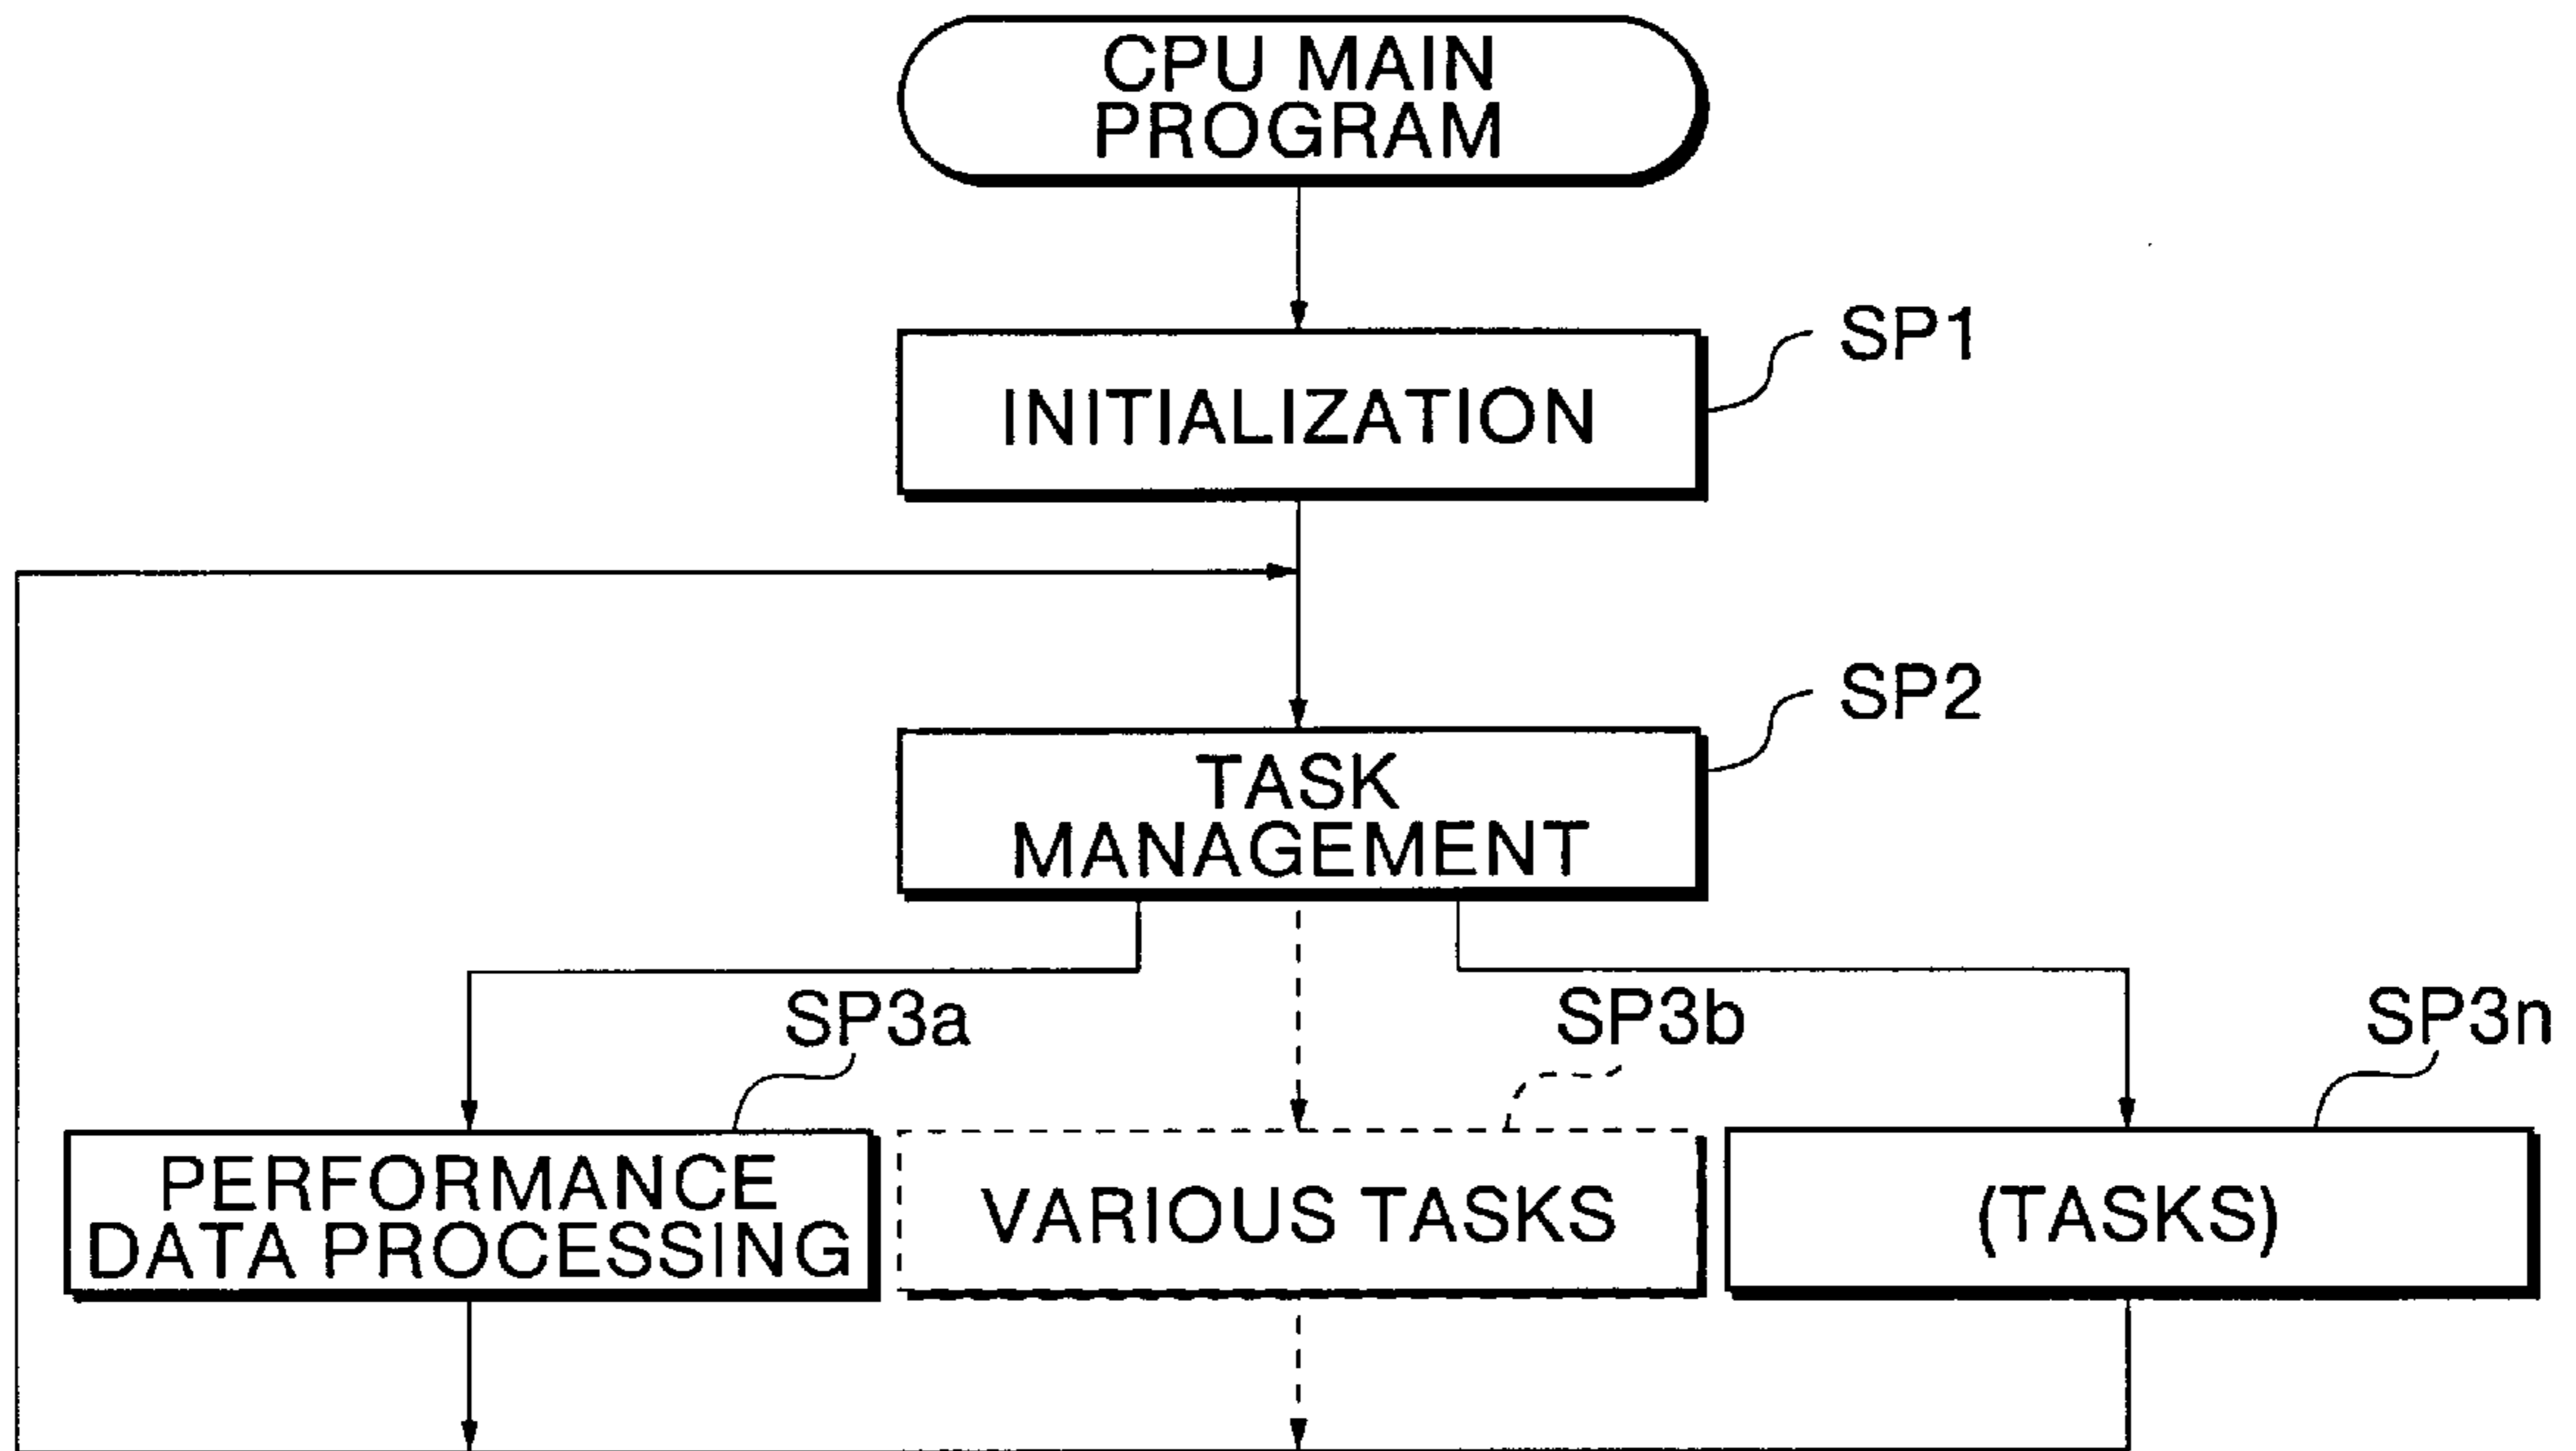 CPU MAIN
PROGRAM
SP1
INITIALIZATION
SP2
TASK
MANAGEMENT
SP3a
SP3b
SP3n
PERFORMANCE
DATA PROCESSING
VARIOUS TASKS
(TASKS)